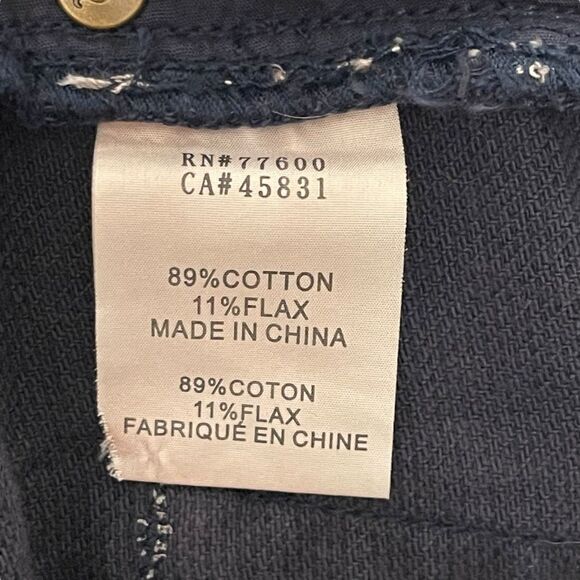 RN#77600
CA#45831
89%COTTON
11%FLAX
MADE IN CHINA
89%COTON
11%FLAX
FABRIQUÉ EN CHINE